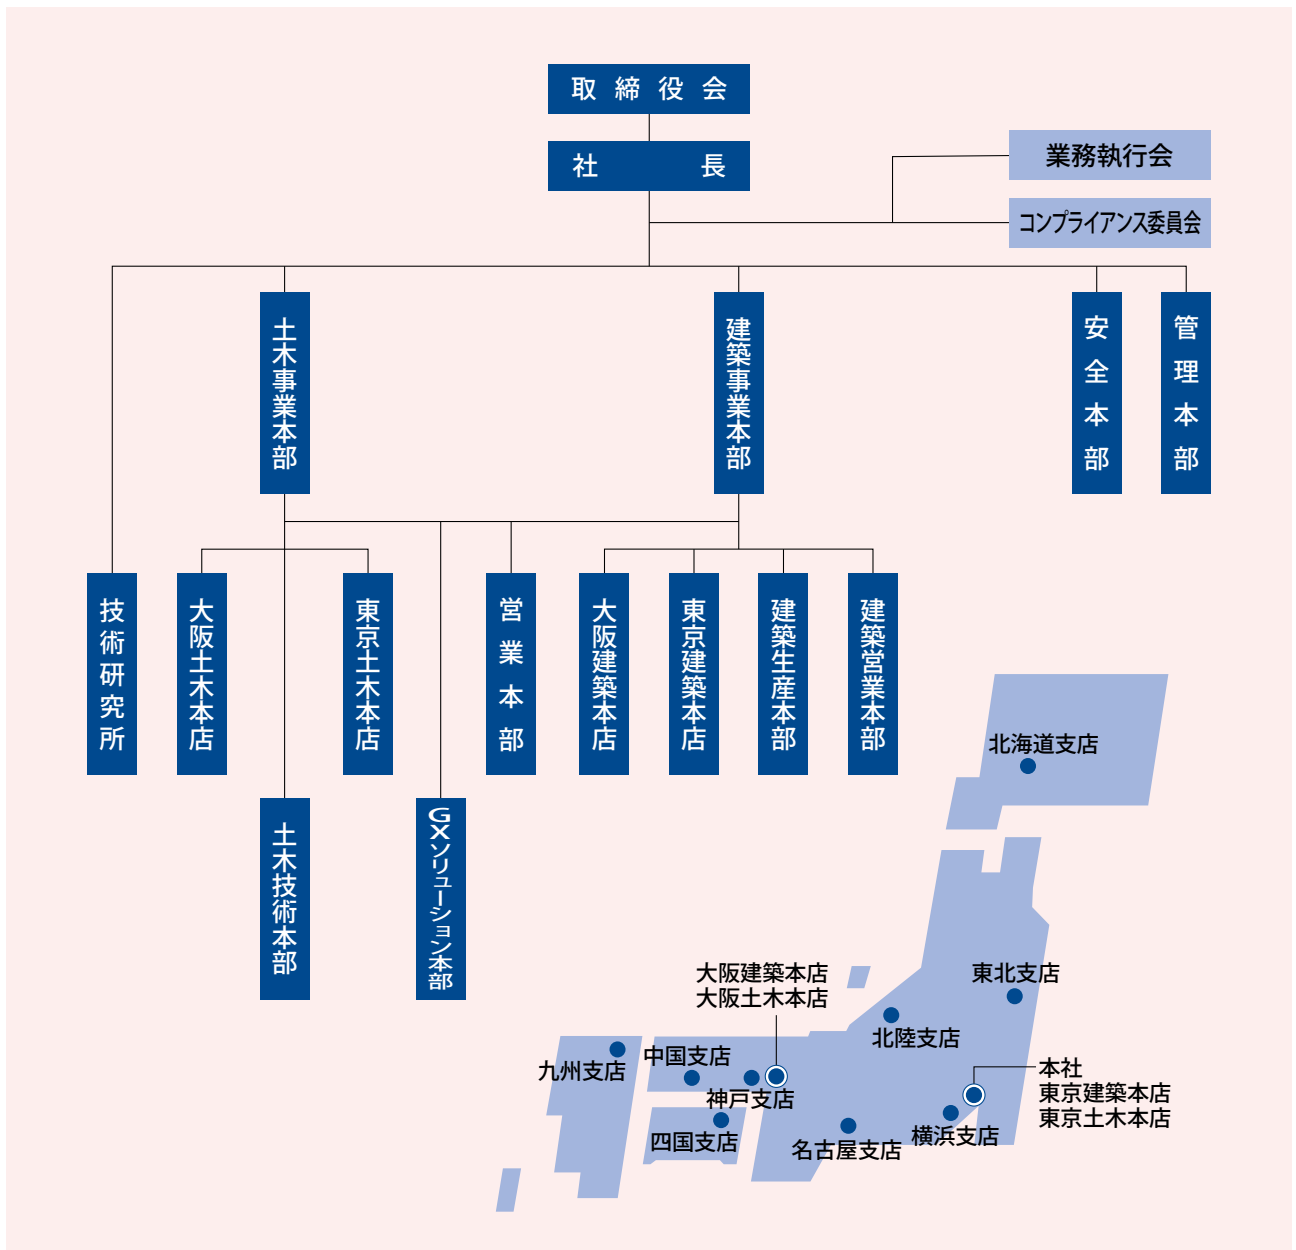 取締役会
社長
業務執行会
コンプライアンス委員会
土木事業本部
建築事業本部
安全本部
管理本部
技術研究所
大阪土木本店
東京土木本店
営業本部
大阪建築本店
東京建築本店
建築生産本部
建築営業本部
土木技術本部
GXソリューション本部
北海道支店
東北支店
大阪建築本店
大阪土木本店
北陸支店
中国支店
九州支店
神戸支店
本社
東京建築本店
東京土木本店
四国支店
名古屋支店
横浜支店